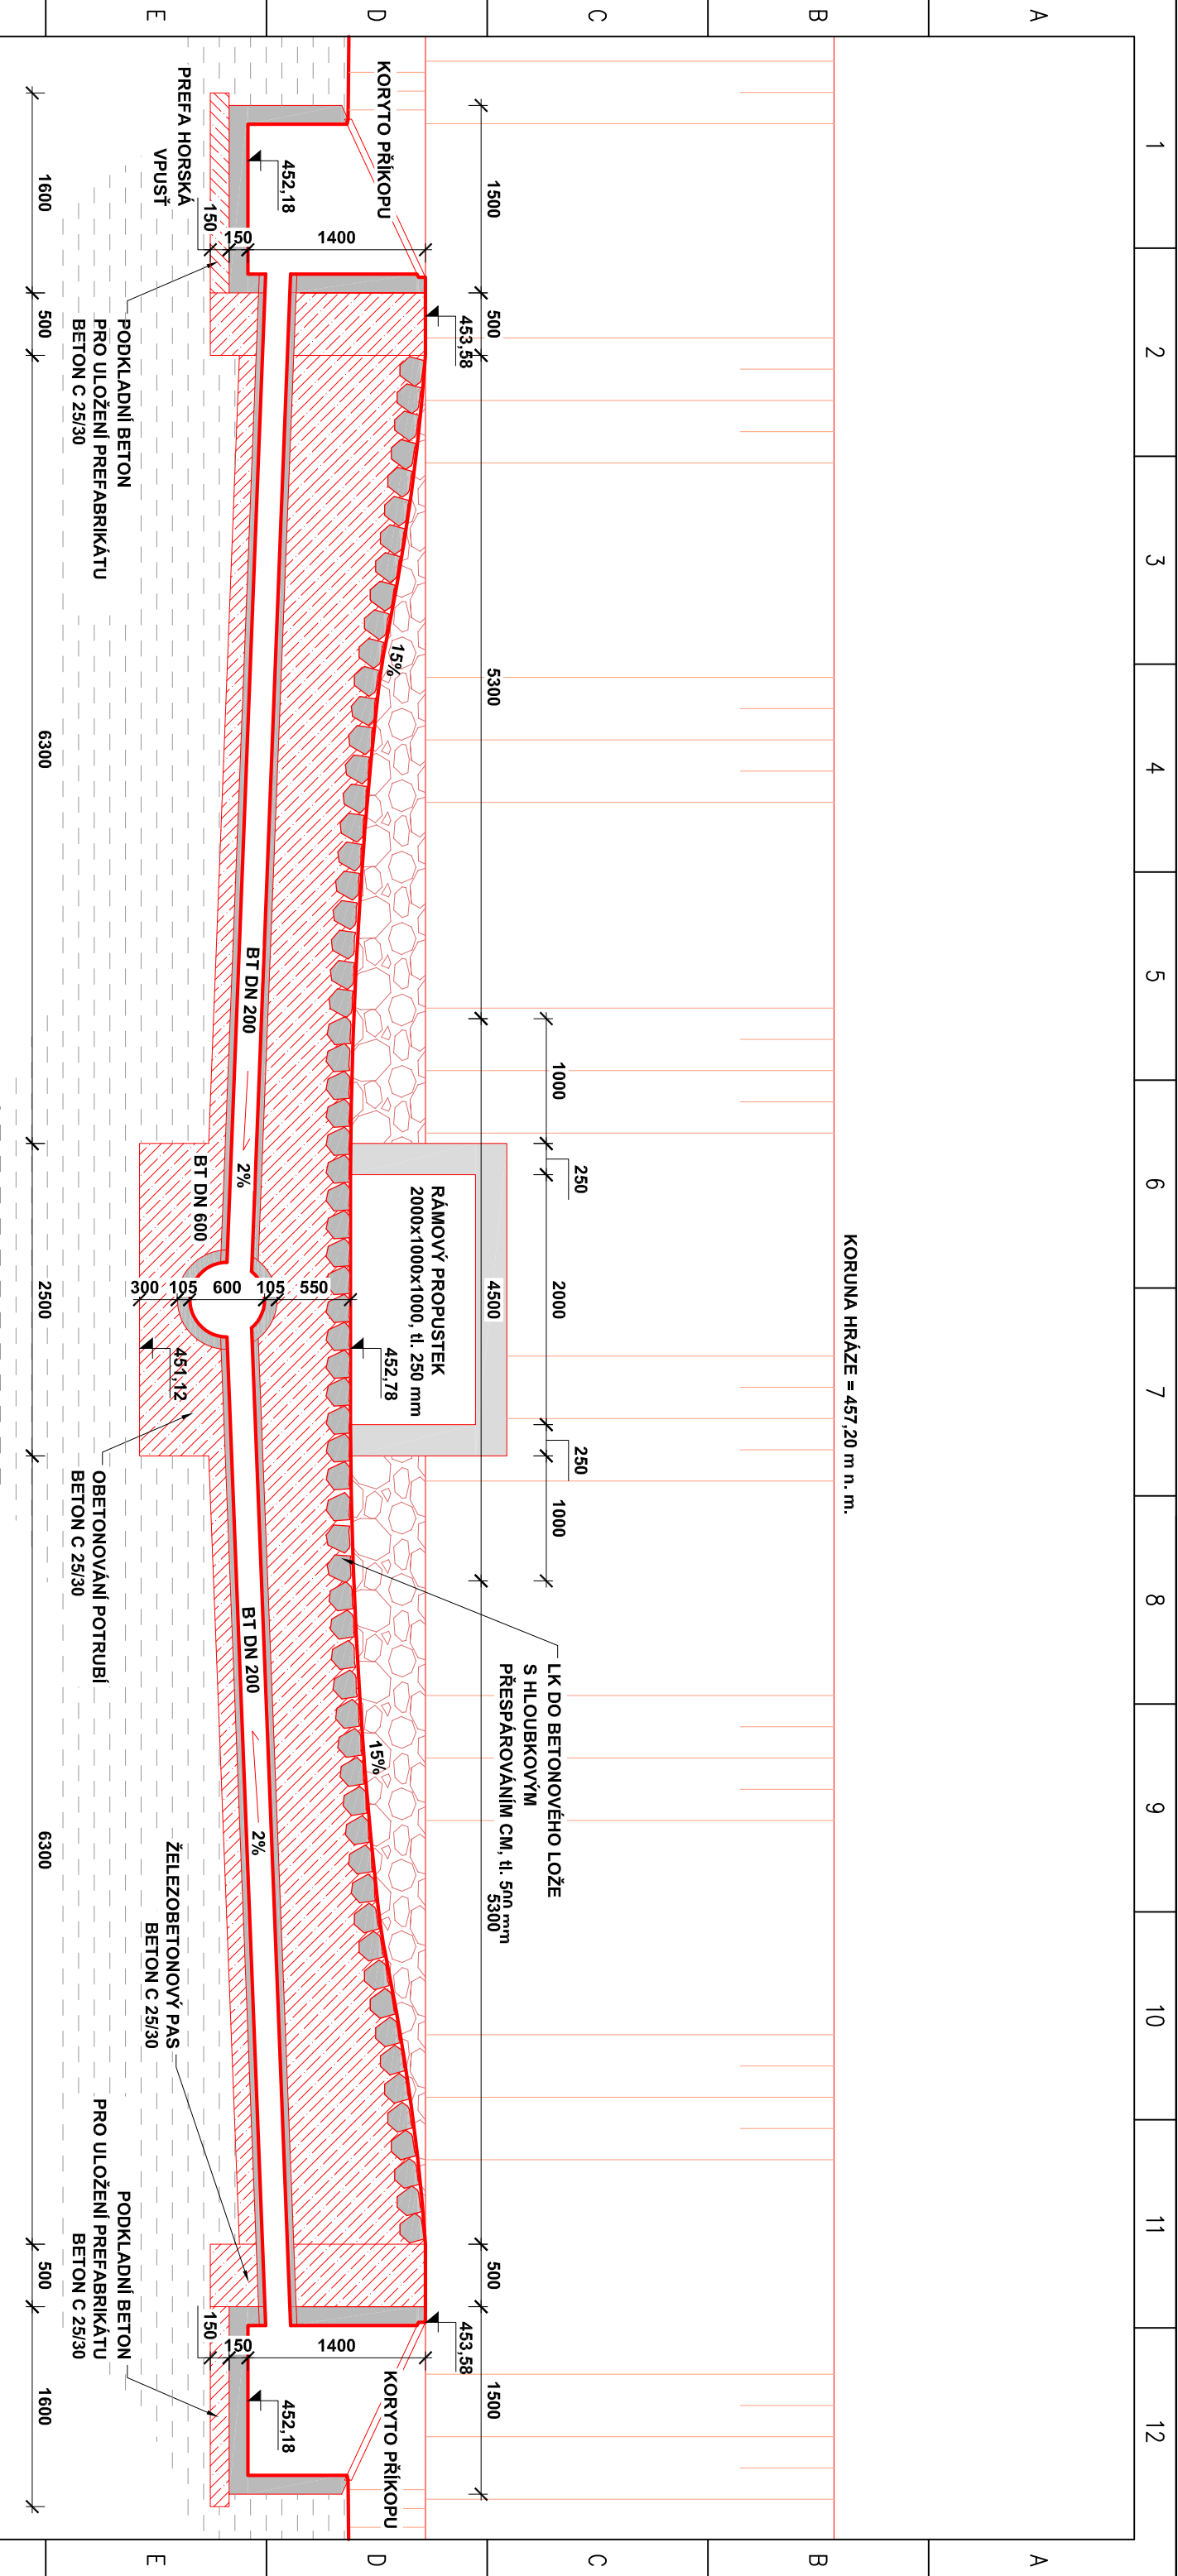 1
2
3
4
5
6
7
8
9
10
11
12
A
A
B
B
C
C
D
D
E
E
KORUNA HRÁZE = 457,20 m n. m.
1000
250
2000
250
1000
1500
500
5300
4500
5300
500
1500
453,58
453,58
KORYTO PŘÍKOPU
KORYTO PŘÍKOPU
RÁMOVÝ PROPUSTEK
2000x1000x1000, tl. 250 mm
LK DO BETONOVÉHO LOŽE
S HLOUBKOVÝM
PŘESPÁROVÁNÍM CM, tl. 500 mm
15%
15%
452,78
452,18
452,18
1400
150
150
1400
150
150
550
105
600
105
300
451,12
BT DN 200
2%
BT DN 600
BT DN 200
2%
PREFA HORSKÁ
VPUSŤ
PODKLADNÍ BETON
PRO ULOŽENÍ PREFABRIKÁTU
BETON C 25/30
OBETONOVÁNÍ POTRUBÍ
BETON C 25/30
ŽELEZOBETONOVÝ PAS
BETON C 25/30
PODKLADNÍ BETON
PRO ULOŽENÍ PREFABRIKÁTU
BETON C 25/30
1600
500
6300
2500
6300
500
1600